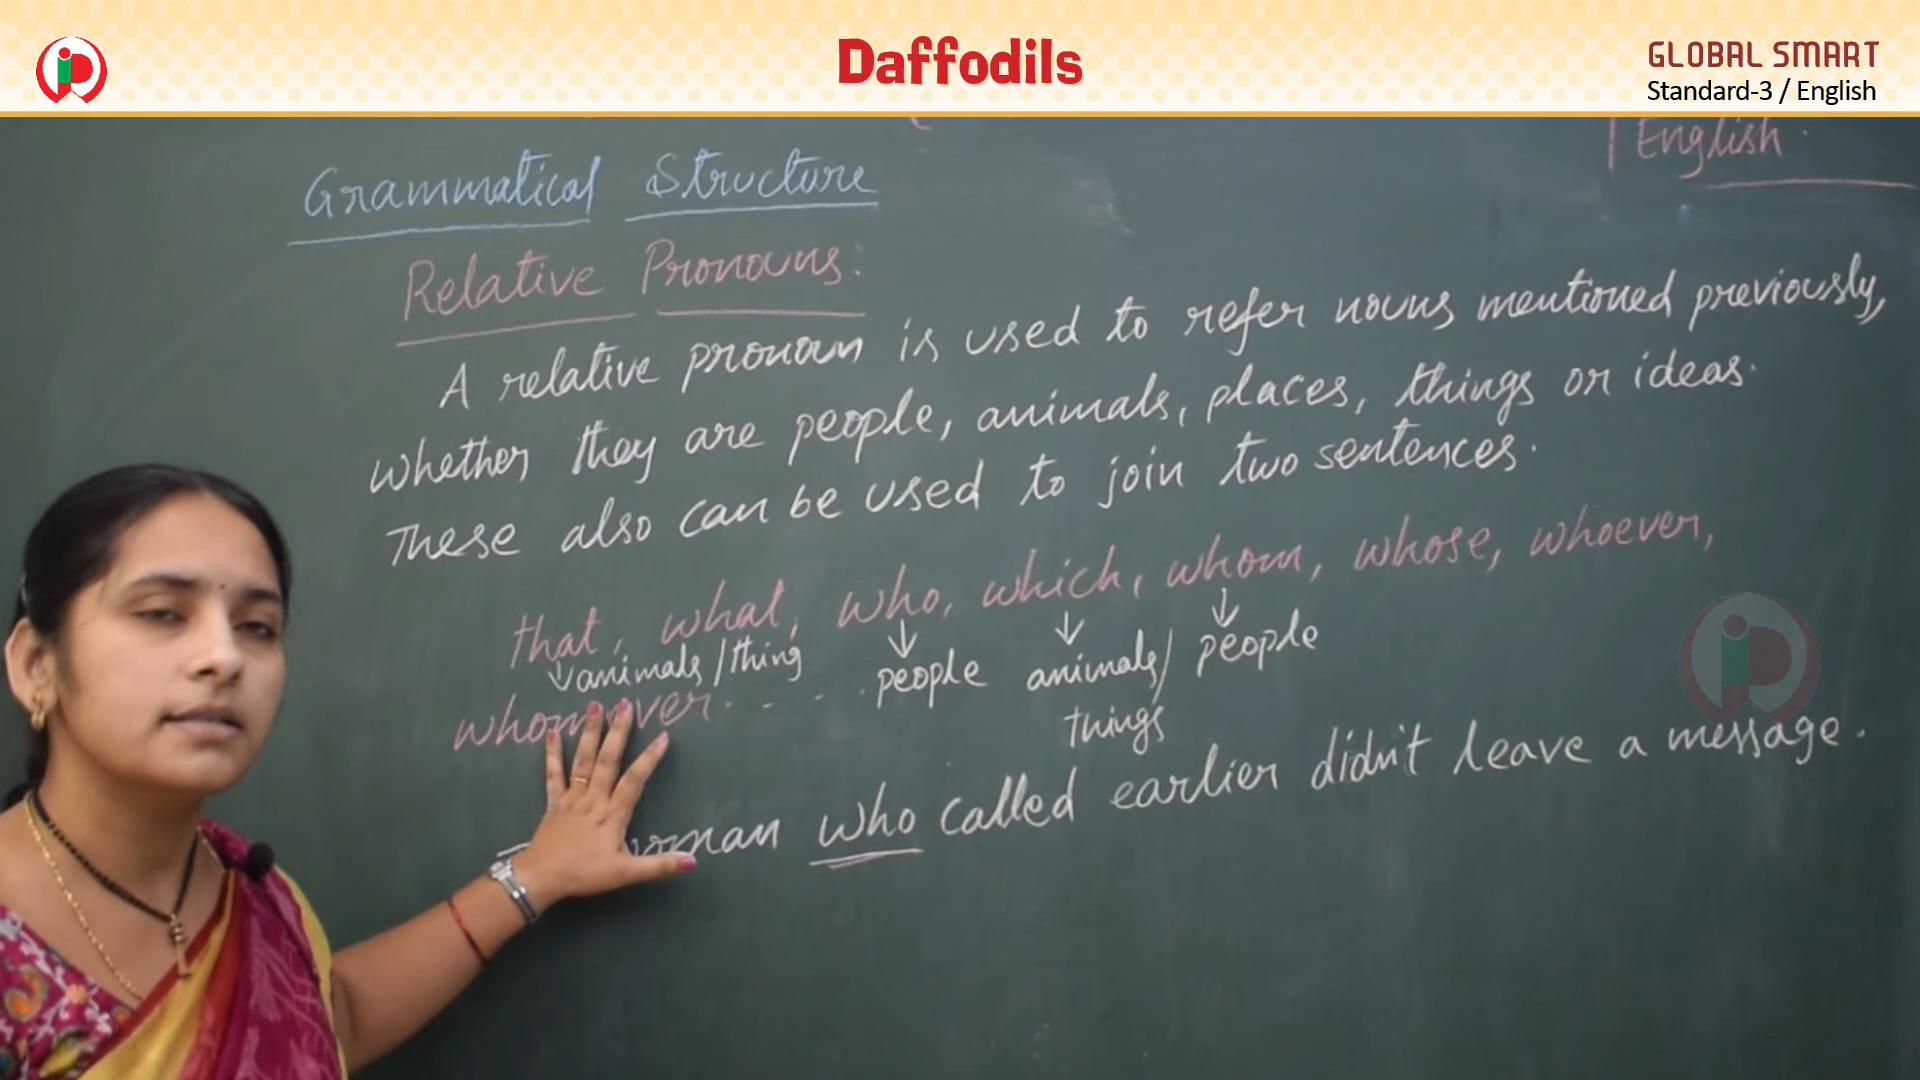 Daffodils
GLOBAL SMART
Standard-3 / English
English
Grammatical Structure
Relative Pronouns:
A relative pronoun is used to refer nouns mentioned previously,
whether they are people, animals, places, things or ideas.
These also can be used to join two sentences.
that, what, who, which, whom, whose, whoever,
animals/thing people animals/ people
things
whomever....
woman who called earlier didn't leave a message.